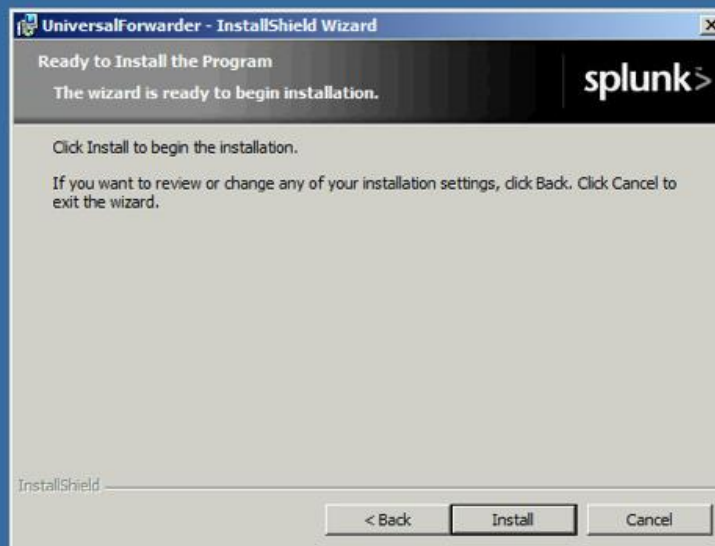 UniversalForwarder - InstallShield Wizard
Ready to Install the Program
The wizard is ready to begin installation.
splunk>
Click Install to begin the installation.
If you want to review or change any of your installation settings, click Back. Click Cancel to
exit the wizard.
InstallShield
< Back
Install
Cancel